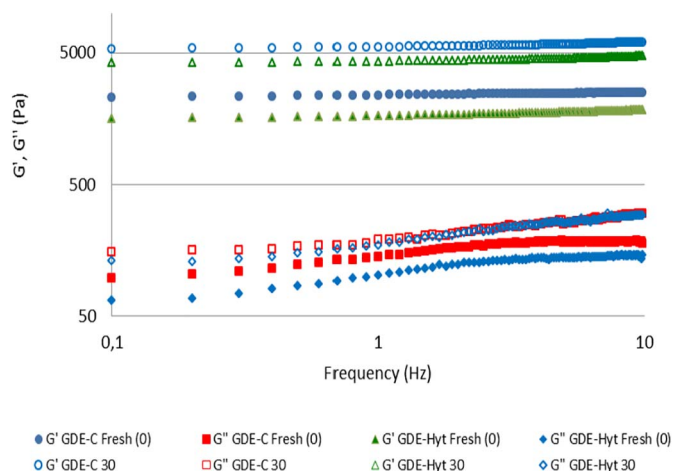 5000
500
50
G', G'' (Pa)
0,1 1 10
Frequency (Hz)
G' GDE-C Fresh (0) G'' GDE-C Fresh (0) G' GDE-Hyt Fresh (0) G'' GDE-Hyt Fresh (0)
G' GDE-C 30 G'' GDE-C 30 G' GDE-Hyt 30 G'' GDE-Hyt 30